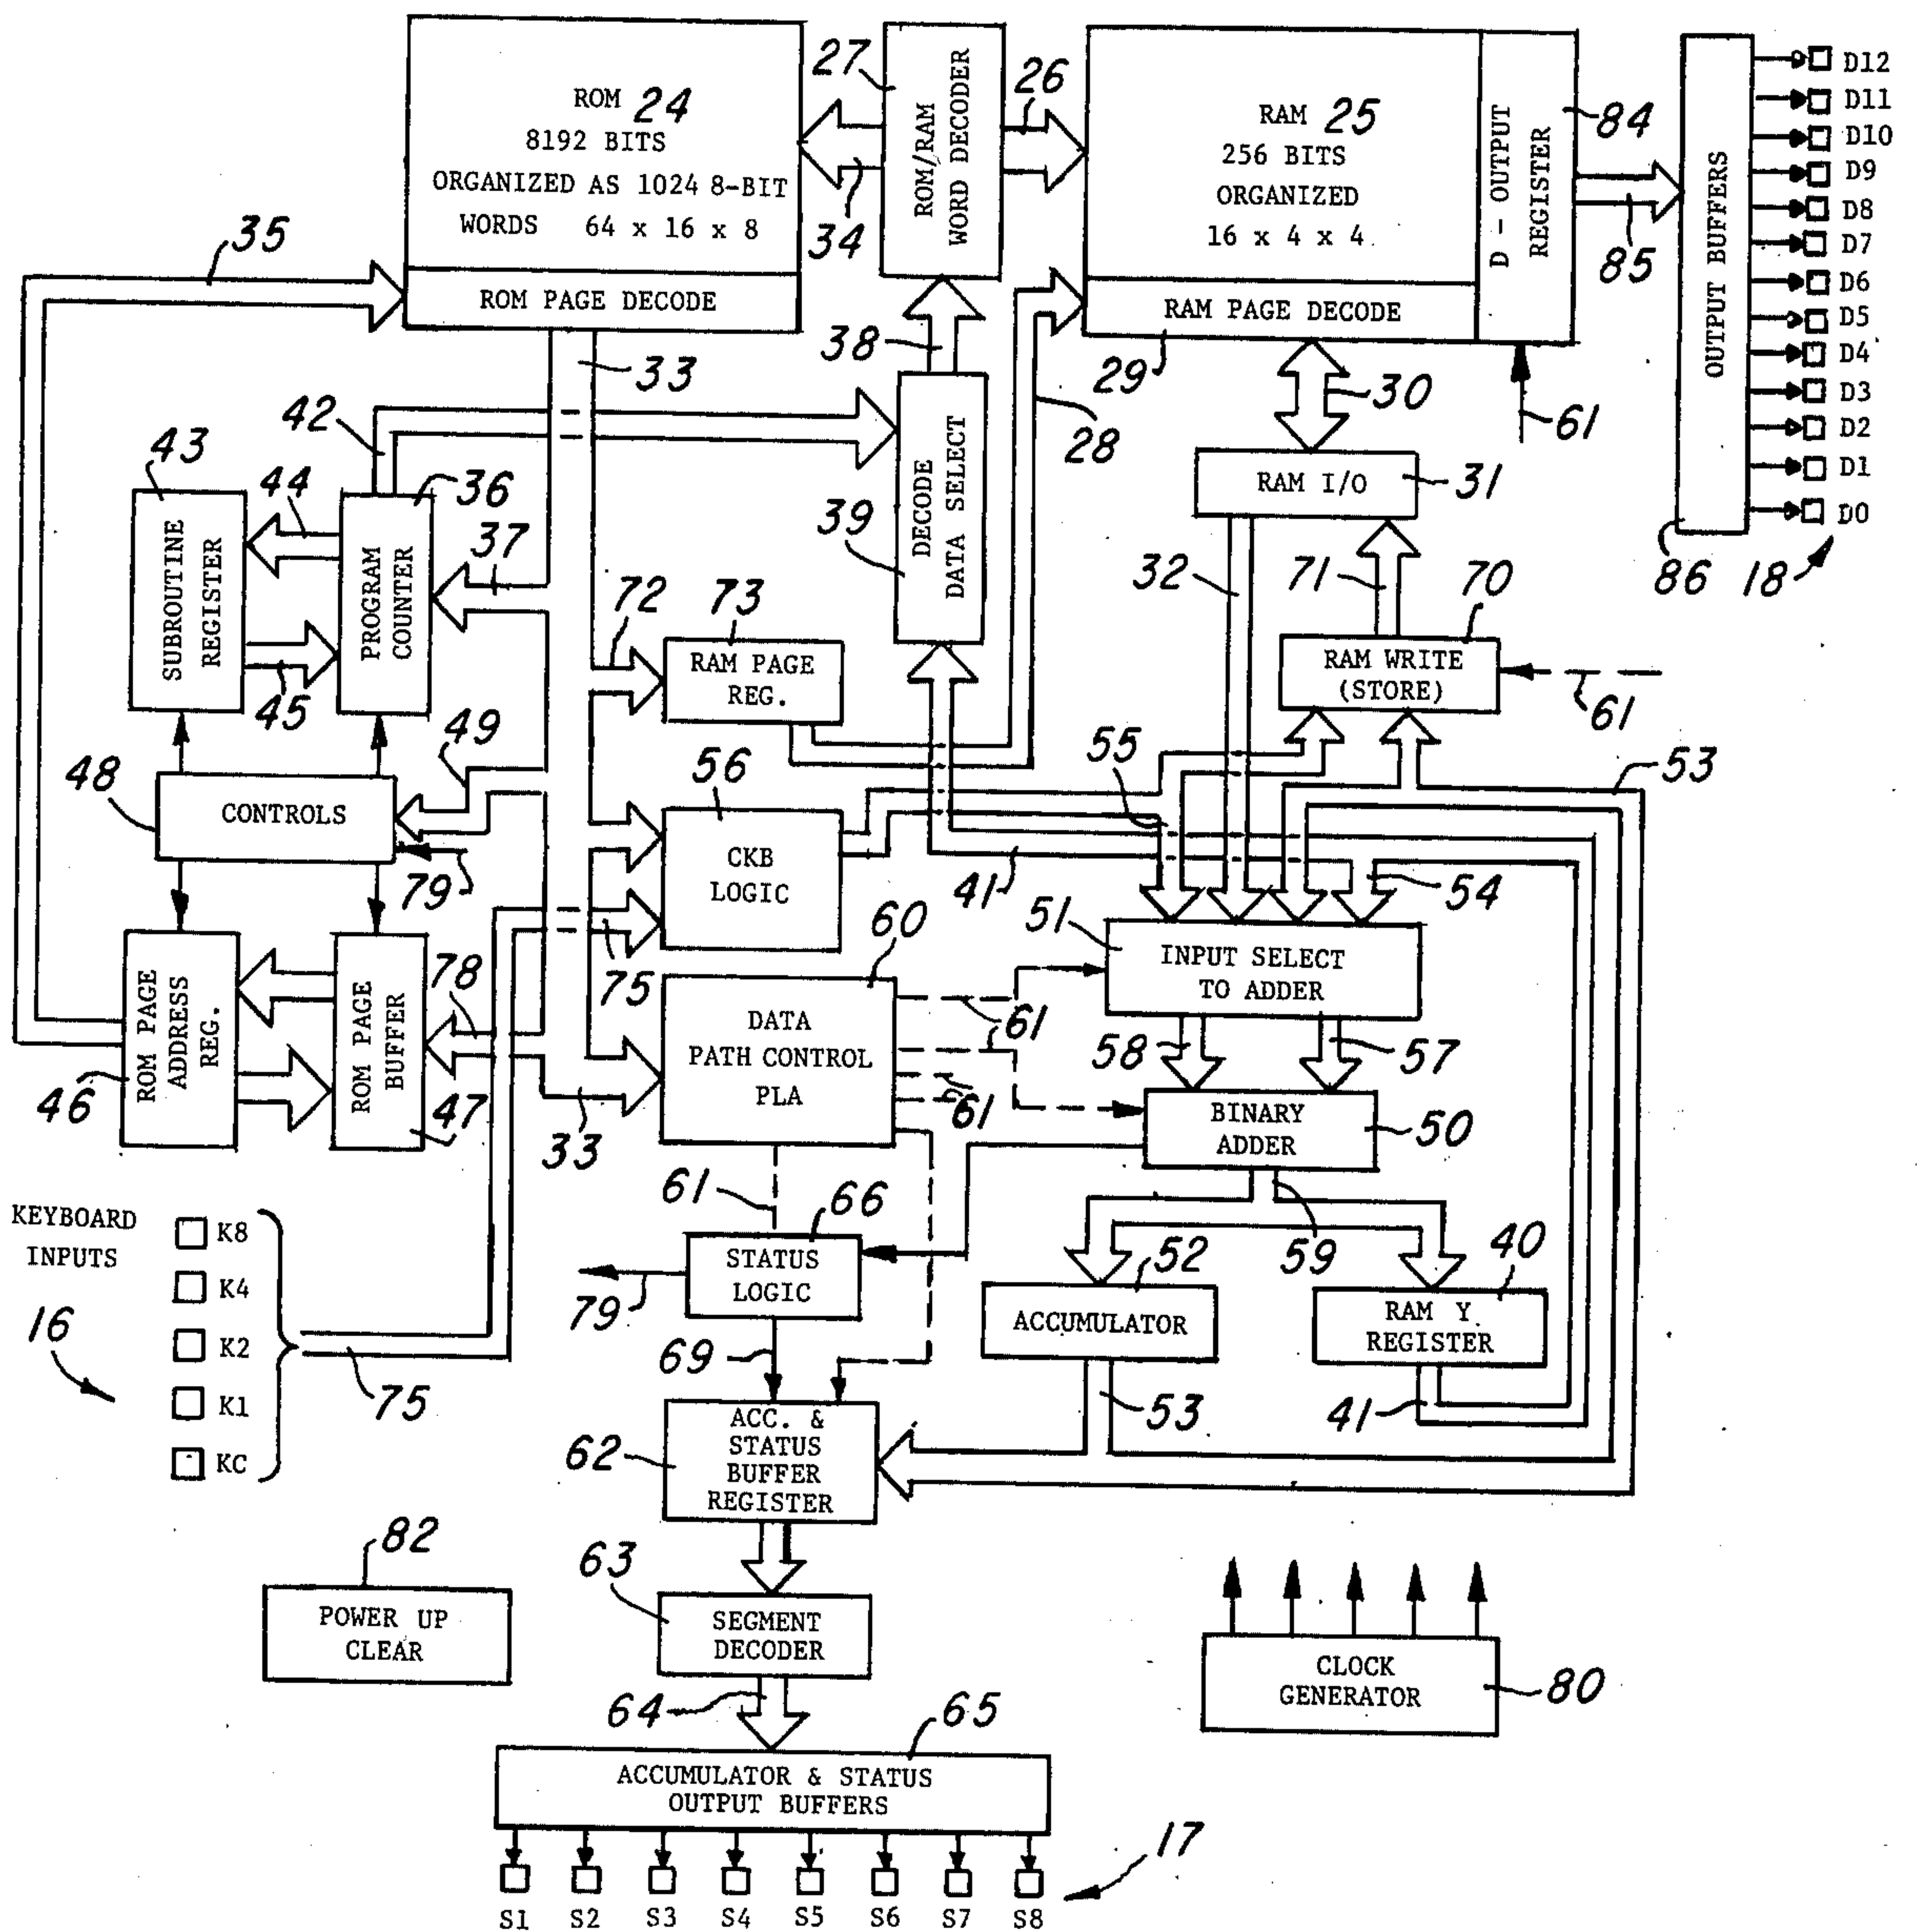 ROM 24
8192 BITS
ORGANIZED AS 1024 8-BIT
WORDS 64 x 16 x 8
ROM PAGE DECODE
27
ROM/RAM
WORD DECODER
26
34
RAM 25
256 BITS
ORGANIZED
16 x 4 x 4
RAM PAGE DECODE
D - OUTPUT
REGISTER
84
85
OUTPUT BUFFERS
D12
D11
D10
D9
D8
D7
D6
D5
D4
D3
D2
D1
D0
86
18
35
33
38
29
30
61
28
42
43
44
36
37
SUBROUTINE
REGISTER
PROGRAM
COUNTER
45
39
DECODE
DATA SELECT
RAM I/O
31
32
71
70
72
73
RAM PAGE
REG.
RAM WRITE
(STORE)
61
49
48
CONTROLS
79
56
CKB
LOGIC
55
53
41
54
75
60
51
INPUT SELECT
TO ADDER
46
ROM PAGE
ADDRESS
REG.
ROM PAGE
BUFFER
47
78
33
DATA
PATH CONTROL
PLA
61
61
58
57
BINARY
ADDER
50
61
66
59
KEYBOARD
INPUTS
K8
K4
K2
K1
KC
16
75
STATUS
LOGIC
79
69
52
ACCUMULATOR
40
RAM Y
REGISTER
53
41
62
ACC. &
STATUS
BUFFER
REGISTER
82
POWER UP
CLEAR
63
SEGMENT
DECODER
64
CLOCK
GENERATOR
80
65
ACCUMULATOR & STATUS
OUTPUT BUFFERS
17
S1 S2 S3 S4 S5 S6 S7 S8